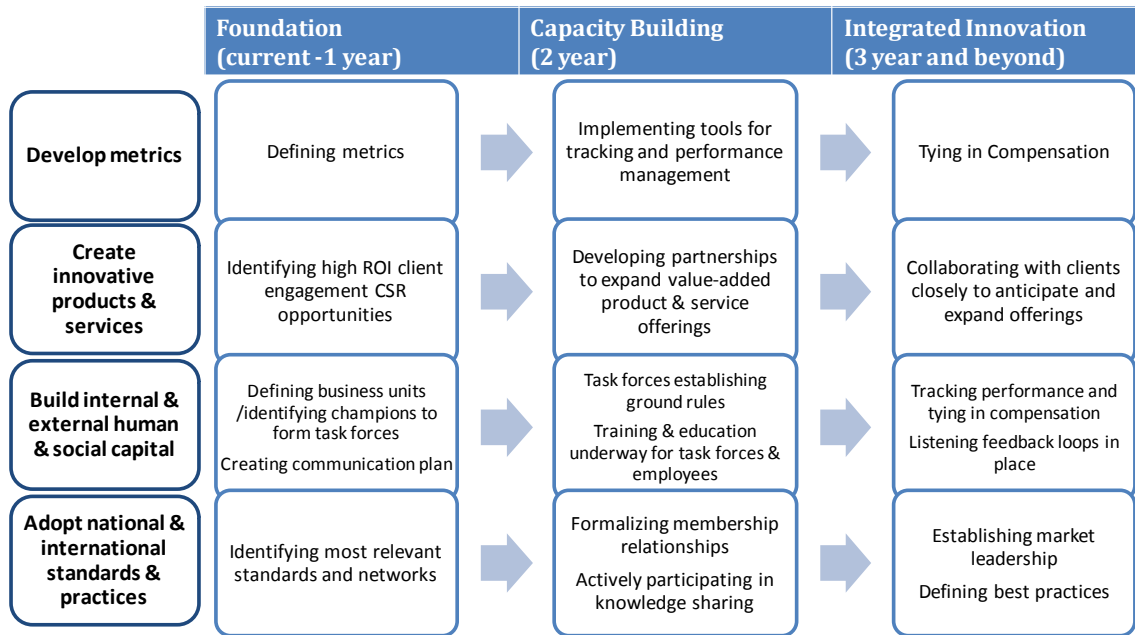 Foundation
(current -1 year)
Capacity Building
(2 year)
Integrated Innovation
(3 year and beyond)
Develop metrics
Defining metrics
Implementing tools for
tracking and performance
management
Tying in Compensation
Create
innovative
products &
services
Identifying high ROI client
engagement CSR
opportunities
Developing partnerships
to expand value-added
product & service
offerings
Collaborating with clients
closely to anticipate and
expand offerings
Build internal &
external human
& social capital
Defining business units
/identifying champions to
form task forces
Creating communication plan
Task forces establishing
ground rules
Training & education
underway for task forces &
employees
Tracking performance and
tying in compensation
Listening feedback loops in
place
Adopt national &
international
standards &
practices
Identifying most relevant
standards and networks
Formalizing membership
relationships
Actively participating in
knowledge sharing
Establishing market
leadership
Defining best practices